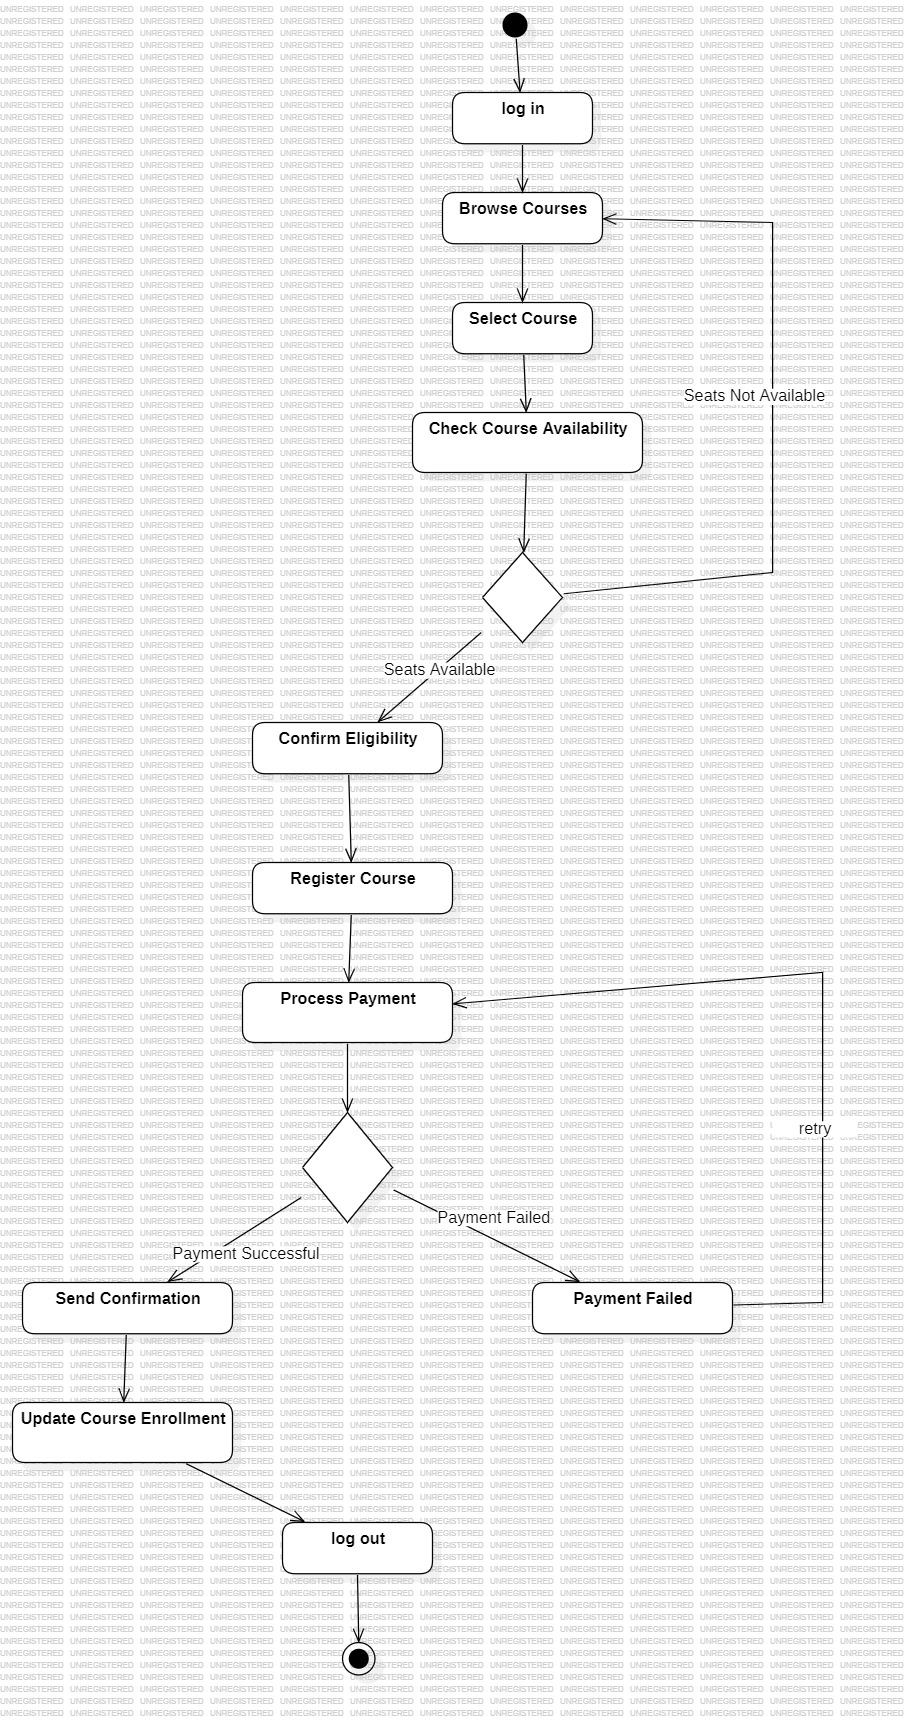 log in
Browse Courses
Select Course
Seats Not Available
Check Course Availability
Seats Available
Confirm Eligibility
Register Course
Process Payment
retry
Payment Failed
Payment Successful
Send Confirmation
Payment Failed
Update Course Enrollment
log out
UNREGISTERED